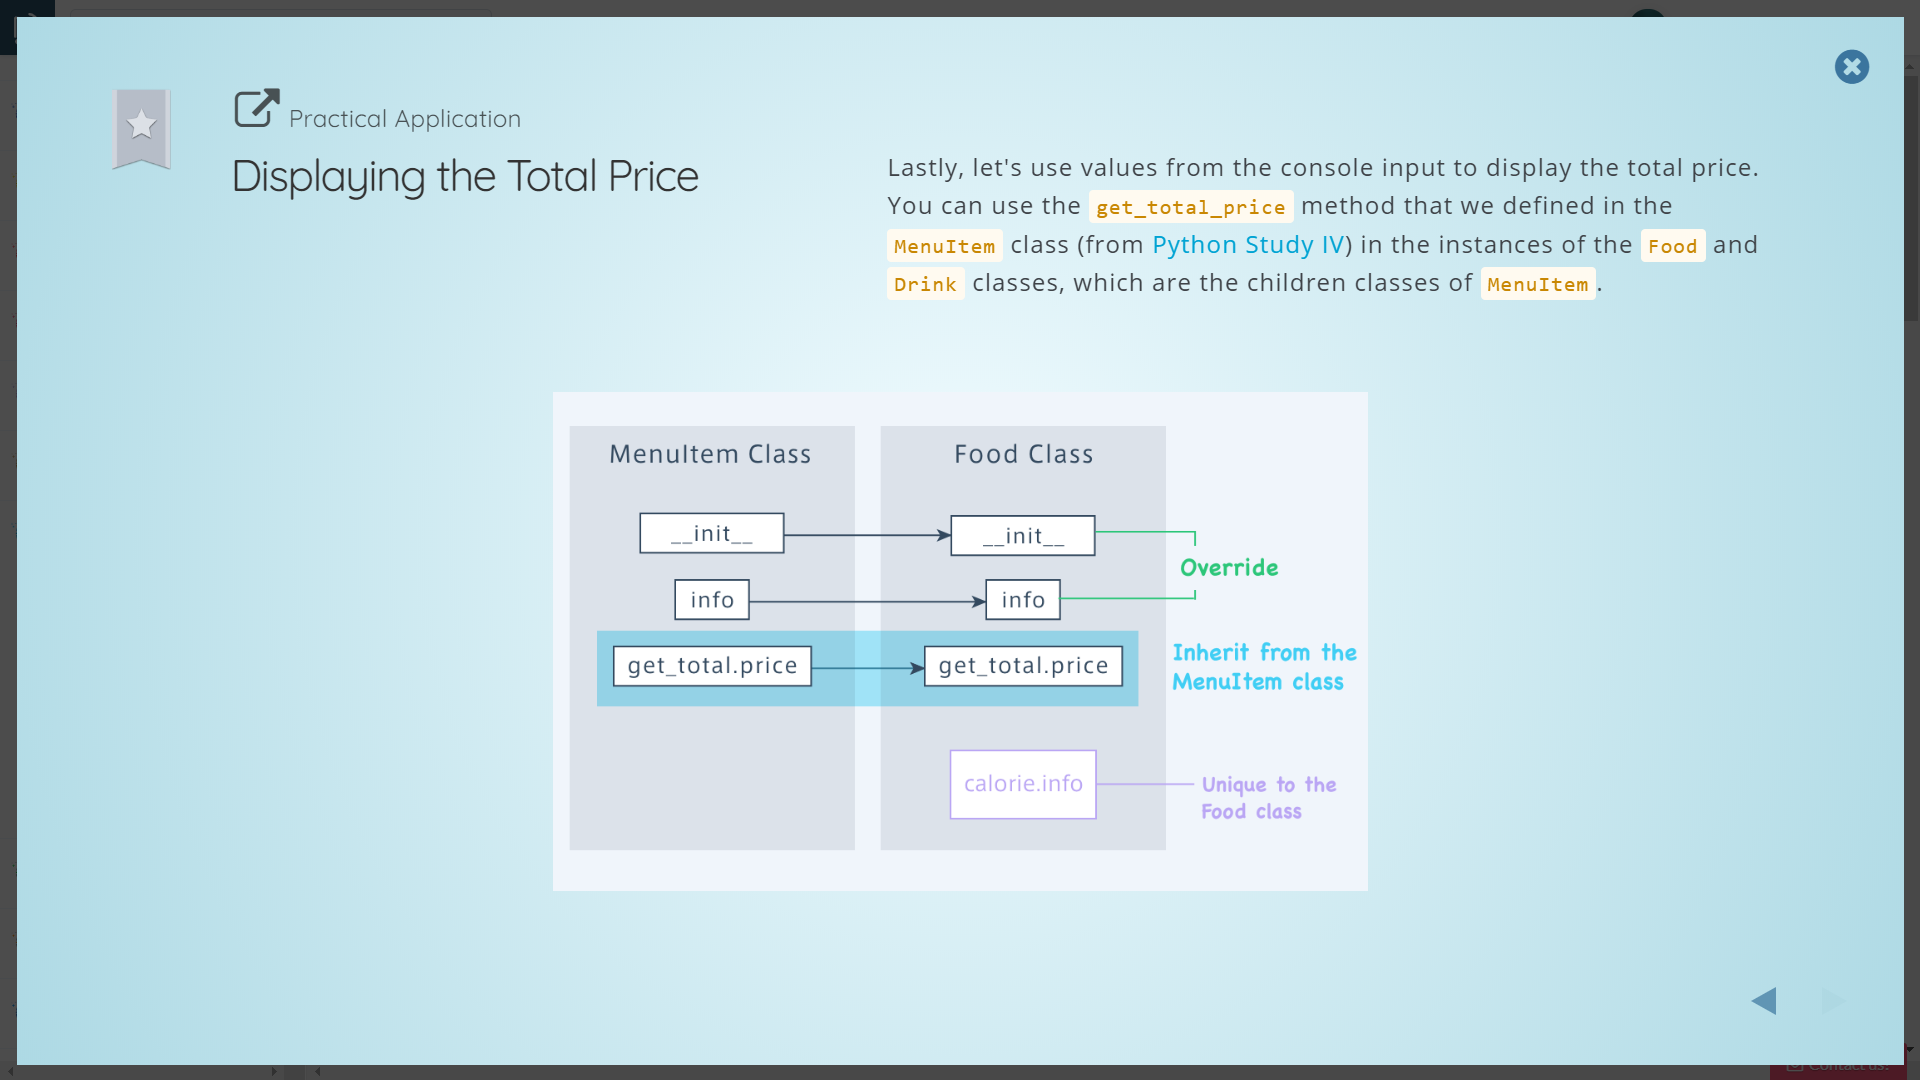 Practical Application
Displaying the Total Price
Lastly, let's use values from the console input to display the total price.
You can use the get_total_price method that we defined in the
MenuItem class (from Python Study IV) in the instances of the Food and
Drink classes, which are the children classes of MenuItem.
MenuItem Class
Food Class
__init__
__init__
Override
info
info
get_total.price
get_total.price
Inherit from the
MenuItem class
calorie.info
Unique to the
Food class
Contact us!